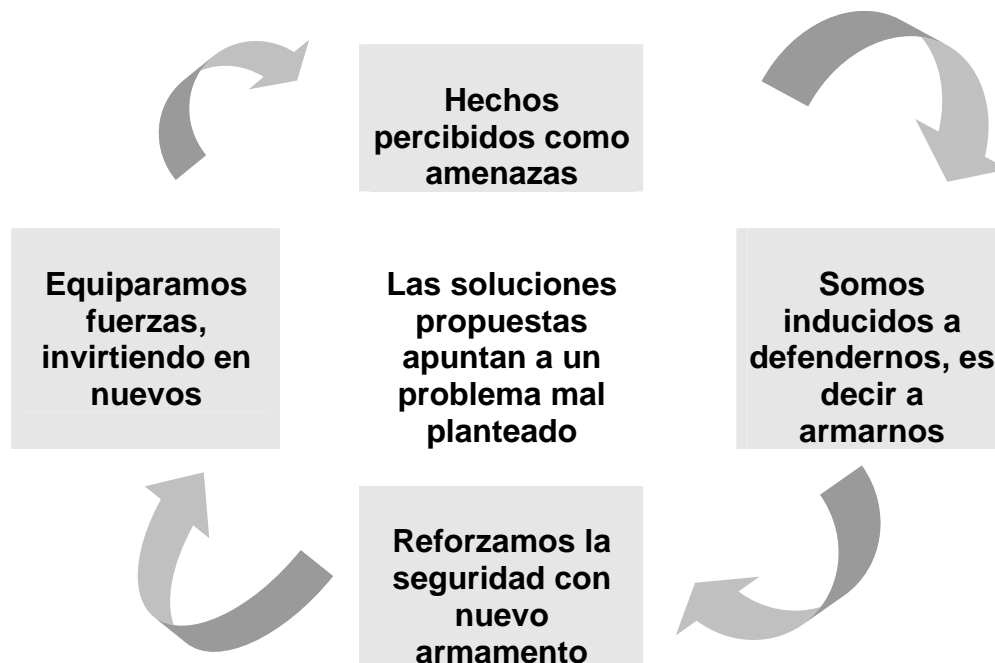 Hechos
percibidos como
amenazas
Equiparamos
fuerzas,
invirtiendo en
nuevos
Las soluciones
propuestas
apuntan a un
problema mal
planteado
Somos
inducidos a
defendernos, es
decir a
armarnos
Reforzamos la
seguridad con
nuevo
armamento